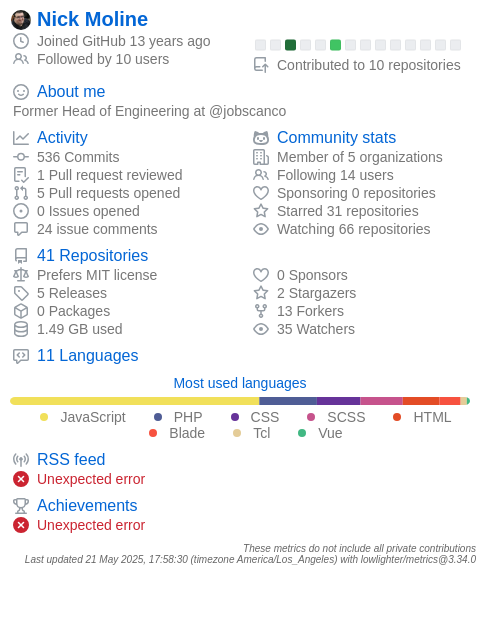 Nick Moline
Joined GitHub 13 years ago
Followed by 10 users
Contributed to 10 repositories
About me
Former Head of Engineering at @jobscanco
Activity
536 Commits
1 Pull request reviewed
5 Pull requests opened
0 Issues opened
24 issue comments
Community stats
Member of 5 organizations
Following 14 users
Sponsoring 0 repositories
Starred 31 repositories
Watching 66 repositories
41 Repositories
Prefers MIT license
5 Releases
0 Packages
1.49 GB used
0 Sponsors
2 Stargazers
13 Forkers
35 Watchers
11 Languages
Most used languages
JavaScript PHP CSS SCSS HTML
Blade Tcl Vue
RSS feed
Unexpected error
Achievements
Unexpected error
These metrics do not include all private contributions
Last updated 21 May 2025, 17:58:30 (timezone America/Los_Angeles) with lowlighter/metrics@3.34.0